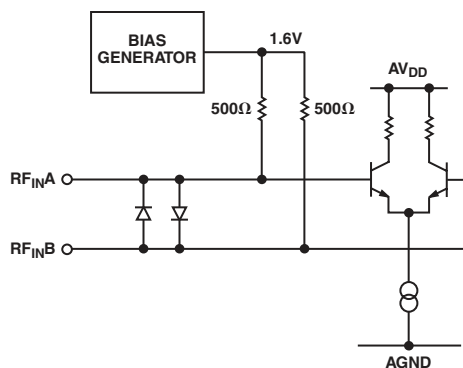 BIAS
GENERATOR
1.6V
500Ω
500Ω
AVDD
RFINA
RFINB
AGND